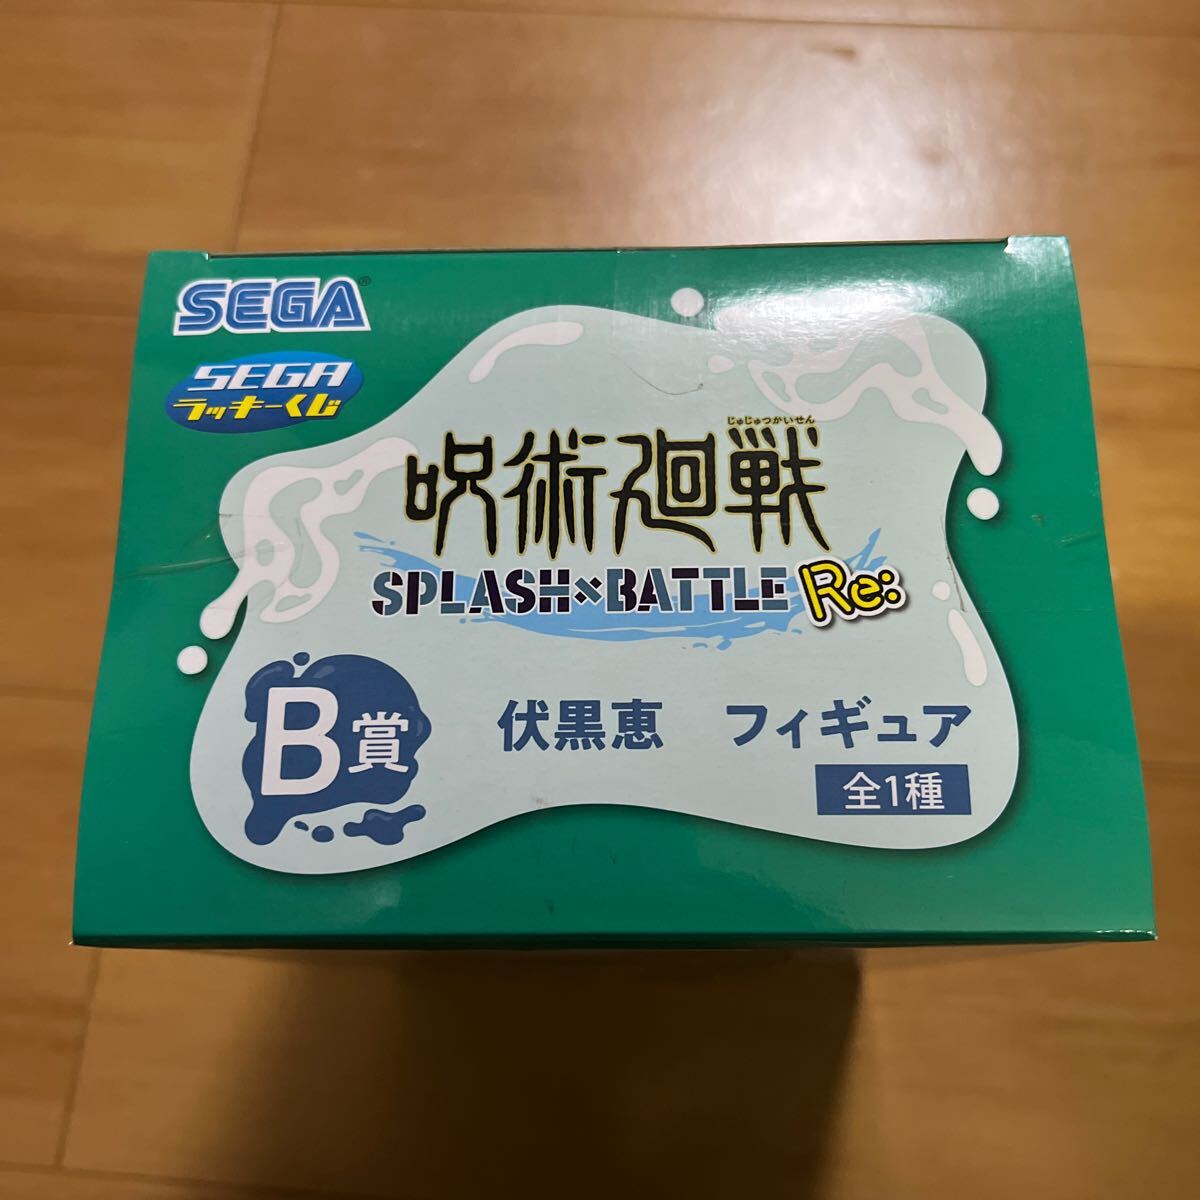 SEGA®
SEGA
ラッキーくじ
じゅじゅつかいせん
呪術廻戦
SPLASH×BATTLE Re:
B賞
伏黒恵 フィギュア
全1種